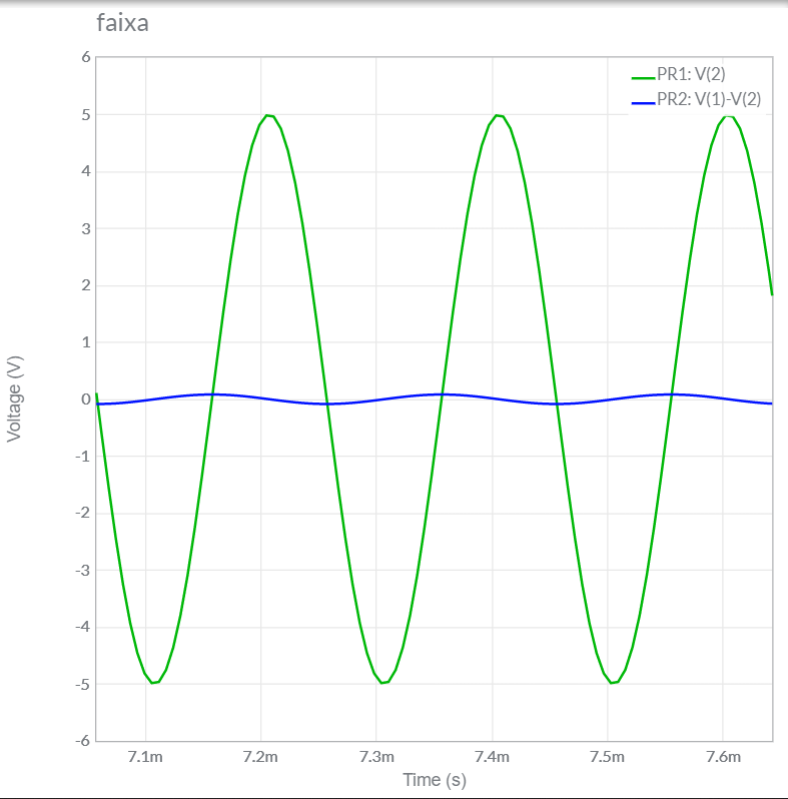 faixa
PR1: V(2)
PR2: V(1)-V(2)
6
5
4
3
2
1
0
-1
-2
-3
-4
-5
-6
Voltage (V)
7.1m 7.2m 7.3m 7.4m 7.5m 7.6m
Time (s)